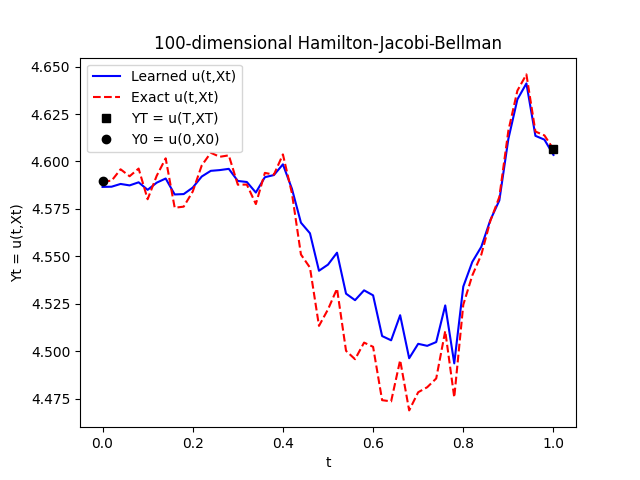 100-dimensional Hamilton-Jacobi-Bellman
Learned u(t,Xt)
Exact u(t,Xt)
YT = u(T,XT)
Y0 = u(0,X0)
Yt = u(t,Xt)
4.650
4.625
4.600
4.575
4.550
4.525
4.500
4.475
0.0 0.2 0.4 0.6 0.8 1.0
t